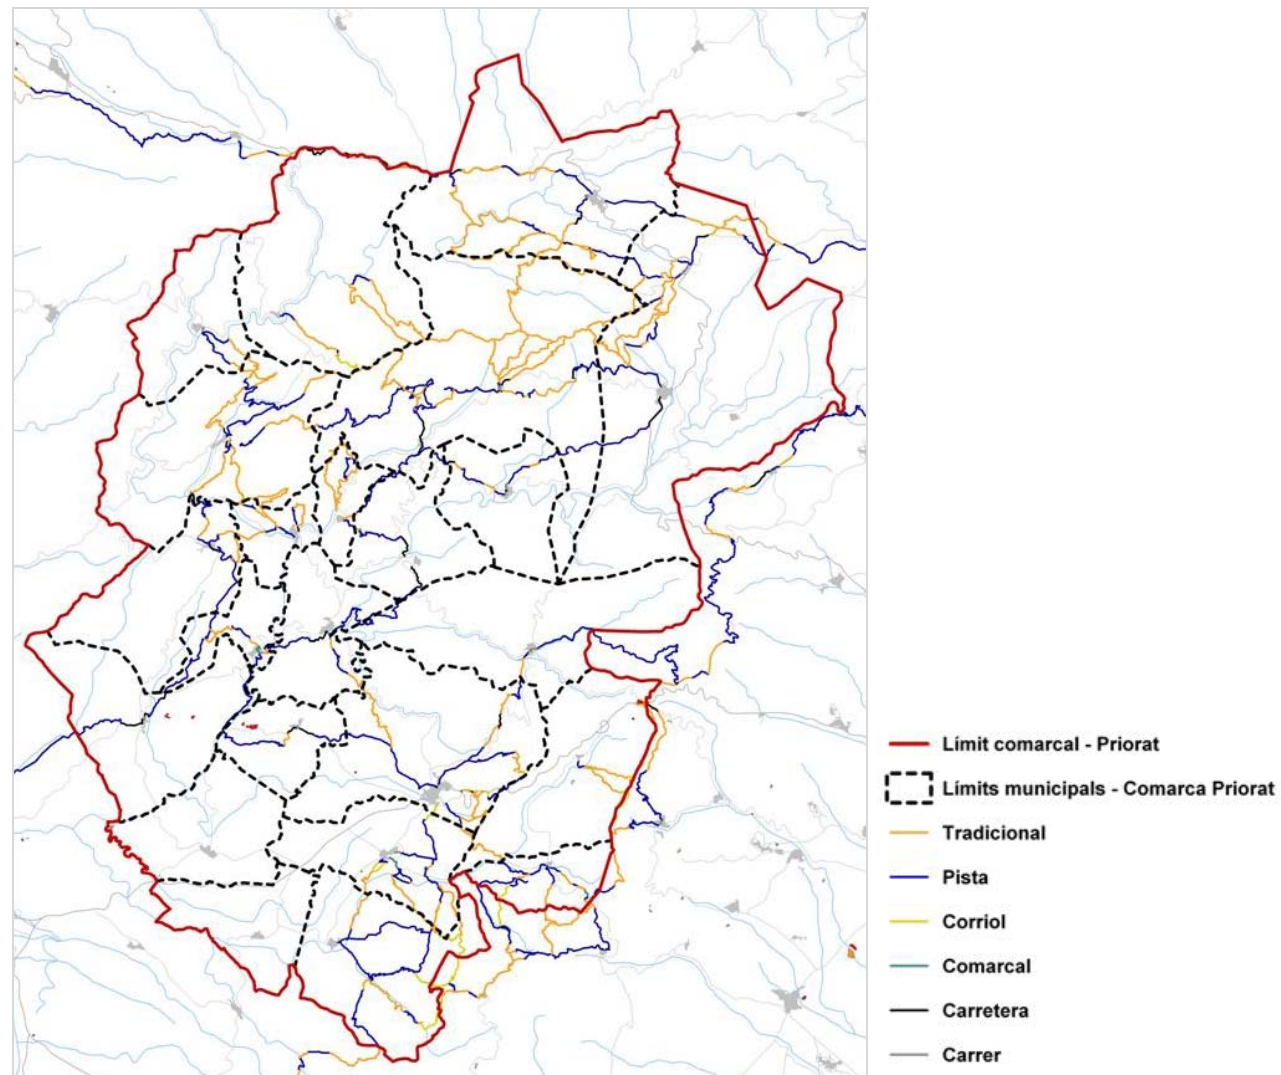 Límit comarcal - Priorat
Límits municipals - Comarca Priorat
Tradicional
Pista
Corriol
Comarcal
Carretera
Carrer